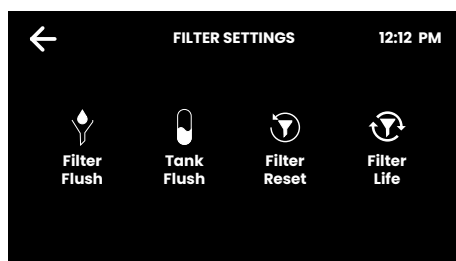 FILTER SETTINGS 12:12 PM
Filter Flush
Tank Flush
Filter Reset
Filter Life